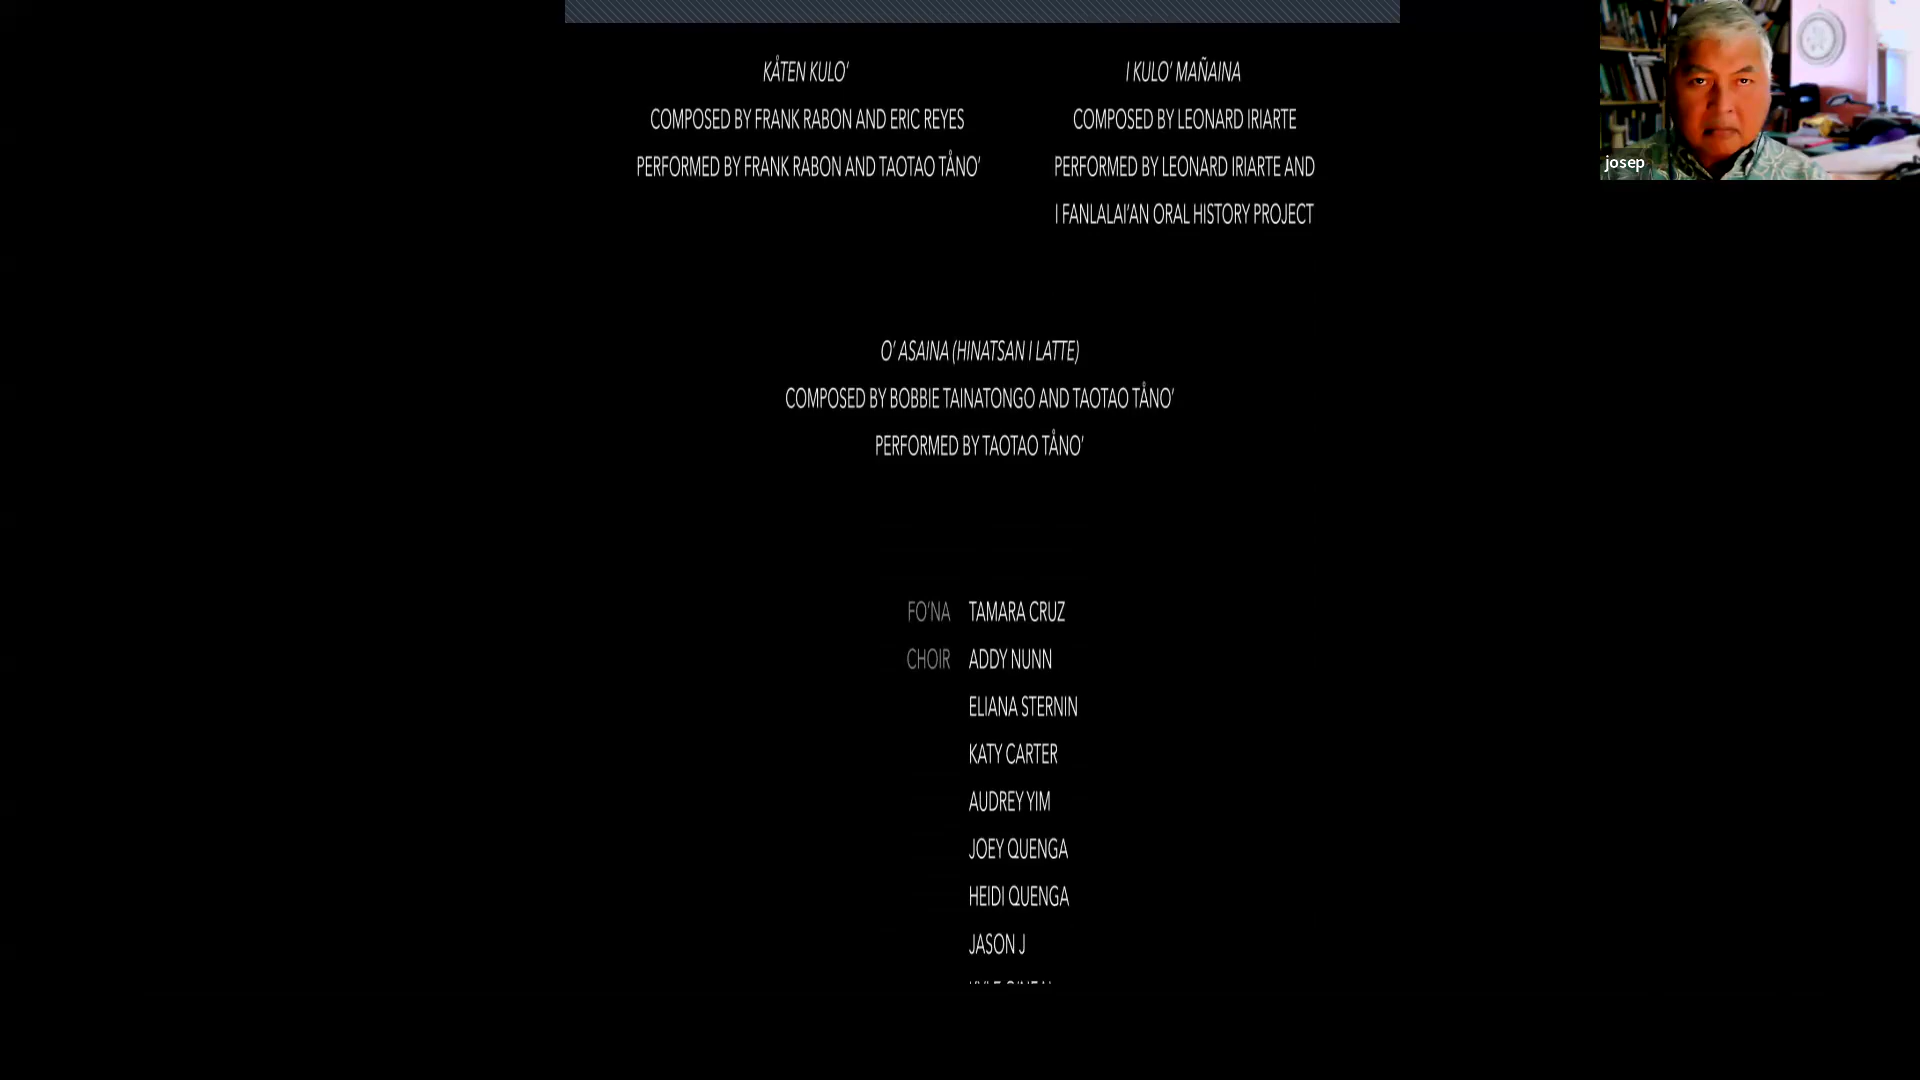 KÅTEN KULO'
COMPOSED BY FRANK RABON AND ERIC REYES
PERFORMED BY FRANK RABON AND TAOTAO TÅNO'
I KULO' MAÑAINA
COMPOSED BY LEONARD IRIARTE
PERFORMED BY LEONARD IRIARTE AND
I FANLALAI'AN ORAL HISTORY PROJECT
josep
O' ASAINA (HINATSAN I LATTE)
COMPOSED BY BOBBIE TAINATONGO AND TAOTAO TÅNO'
PERFORMED BY TAOTAO TÅNO'
FO'NA TAMARA CRUZ
CHOIR ADDY NUNN
ELIANA STERNIN
KATY CARTER
AUDREY YIM
JOEY QUENGA
HEIDI QUENGA
JASON J